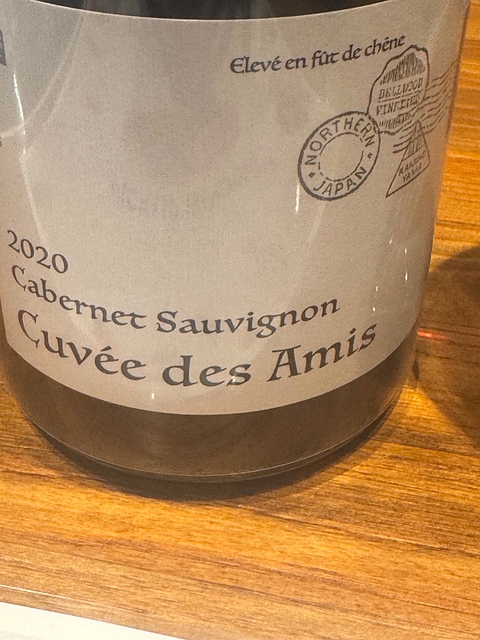 Elevé en fût de chêne
NORTHERN
JAPAN
2020
Cabernet Sauvignon
Cuvée des Amis